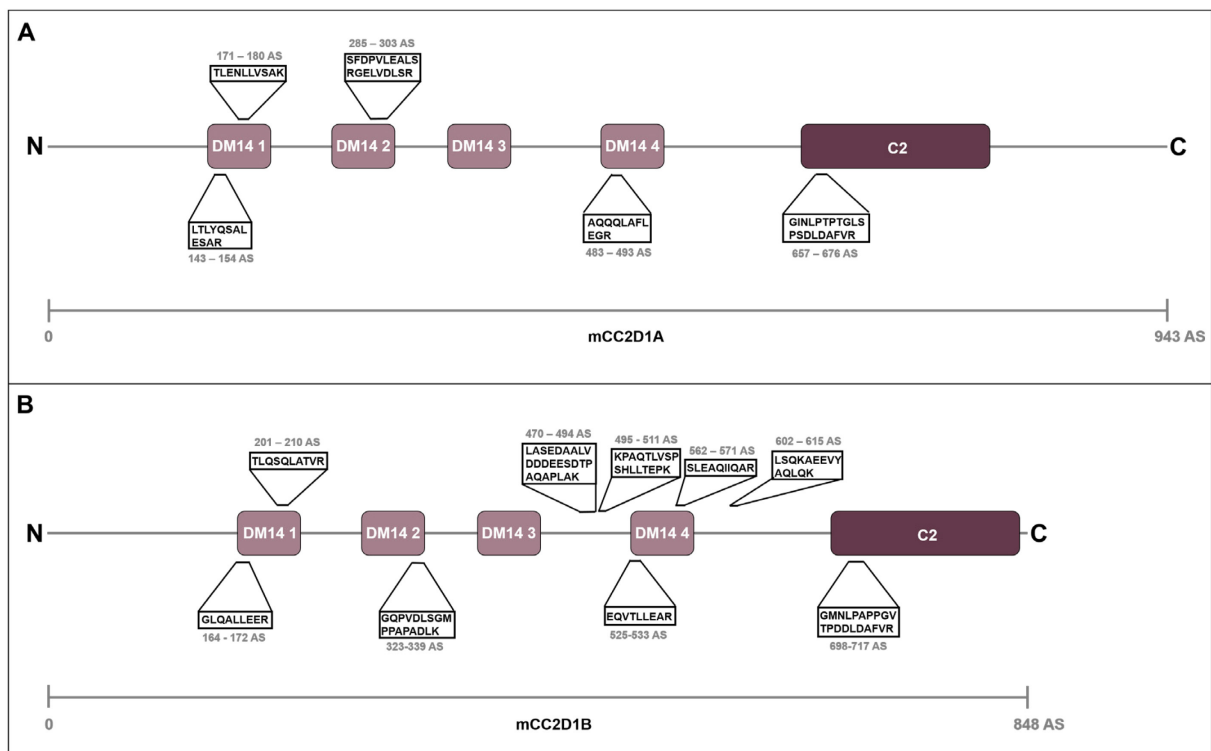 A
171 – 180 AS
TLENLLVSAK
285 – 303 AS
SFDPVLEALS
RGELVDLSR
N
DM14 1
DM14 2
DM14 3
DM14 4
C2
C
LTLYQSAL
ESAR
143 – 154 AS
AQQQLAFL
EGR
483 – 493 AS
GINLPTPTGLS
PSDLDAFVR
657 – 676 AS
0
mCC2D1A
943 AS
B
201 – 210 AS
TLQSQLATVR
470 – 494 AS
LASEDAALV
DDDEESDTP
AQAPLAK
495 - 511 AS
KPAQTLVSP
SHLLTEPK
562 – 571 AS
SLEAQIIQAR
602 – 615 AS
LSQKAEEVY
AQLQK
N
DM14 1
DM14 2
DM14 3
DM14 4
C2
C
GLQALLEER
164 - 172 AS
GQPVDLSGM
PPAPADLK
323-339 AS
EQVTLLEAR
525-533 AS
GMNLPAPPGV
TPDDLDAFVR
698-717 AS
0
mCC2D1B
848 AS